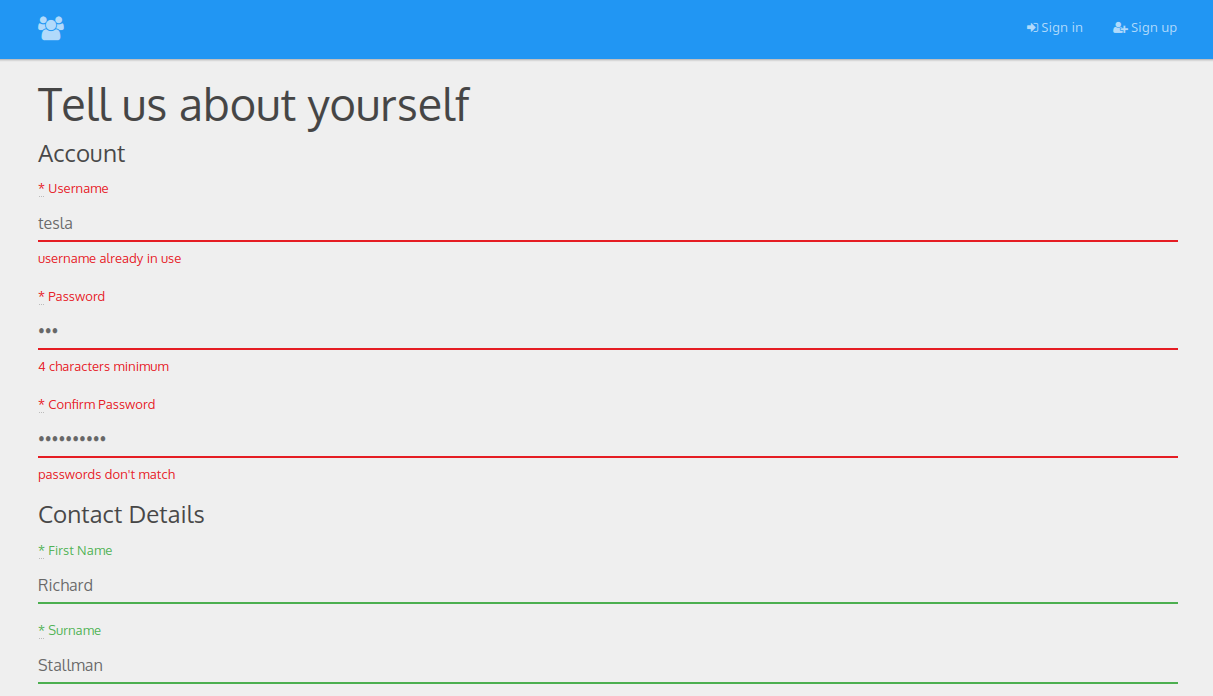 Sign in Sign up
Tell us about yourself
Account
* Username
tesla
username already in use
* Password
•••
4 characters minimum
* Confirm Password
••••••••••
passwords don't match
Contact Details
* First Name
Richard
* Surname
Stallman